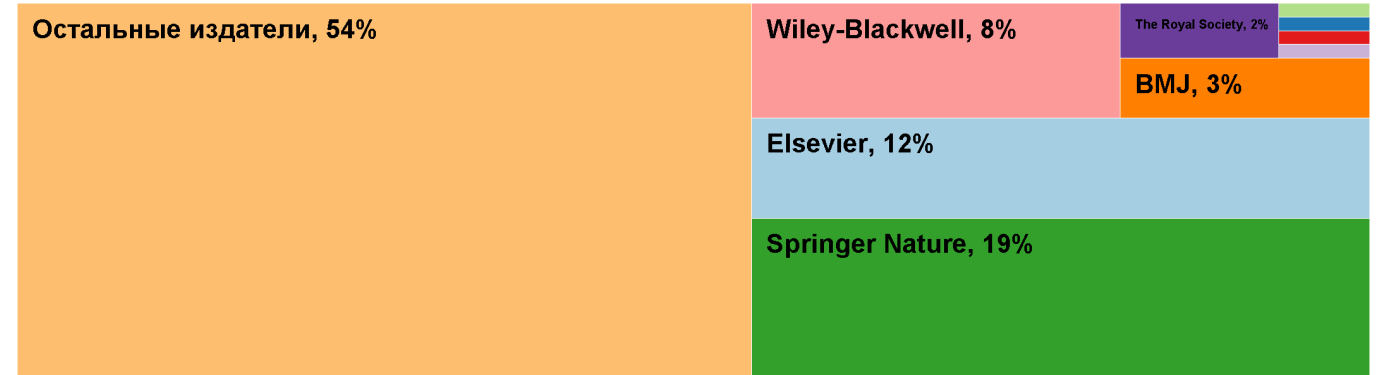 Остальные издатели, 54%
Wiley-Blackwell, 8%
The Royal Society, 2%
BMJ, 3%
Elsevier, 12%
Springer Nature, 19%